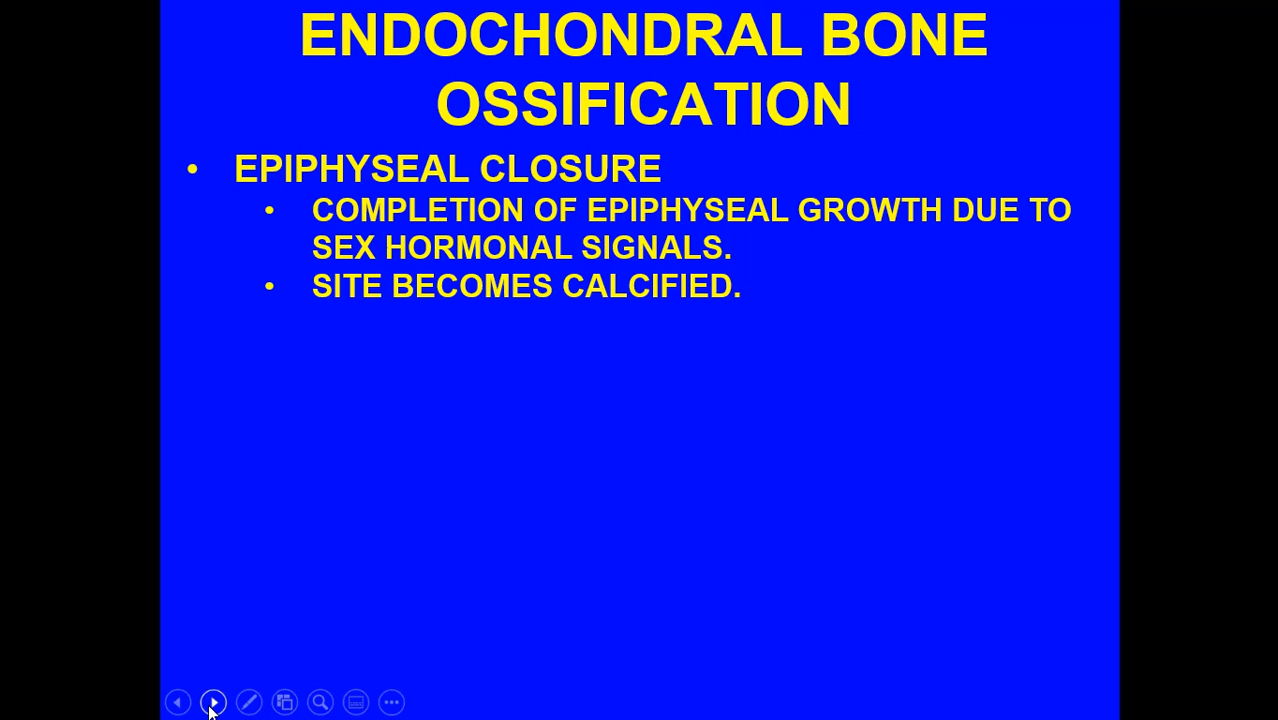 ENDOCHONDRAL BONE
OSSIFICATION
• EPIPHYSEAL CLOSURE
• COMPLETION OF EPIPHYSEAL GROWTH DUE TO
SEX HORMONAL SIGNALS.
• SITE BECOMES CALCIFIED.